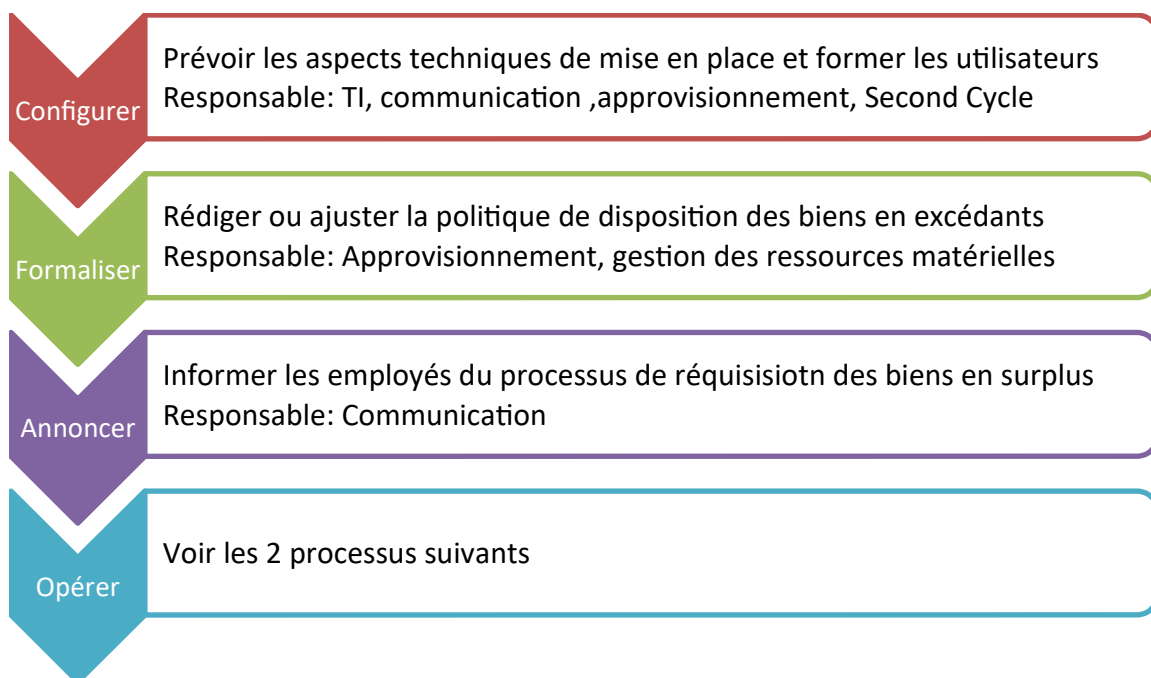 Configurer
Prévoir les aspects techniques de mise en place et former les utilisateurs
Responsable: TI, communication ,approvisionnement, Second Cycle
Formaliser
Rédiger ou ajuster la politique de disposition des biens en excédants
Responsable: Approvisionnement, gestion des ressources matérielles
Annoncer
Informer les employés du processus de réquisisiotn des biens en surplus
Responsable: Communication
Opérer
Voir les 2 processus suivants